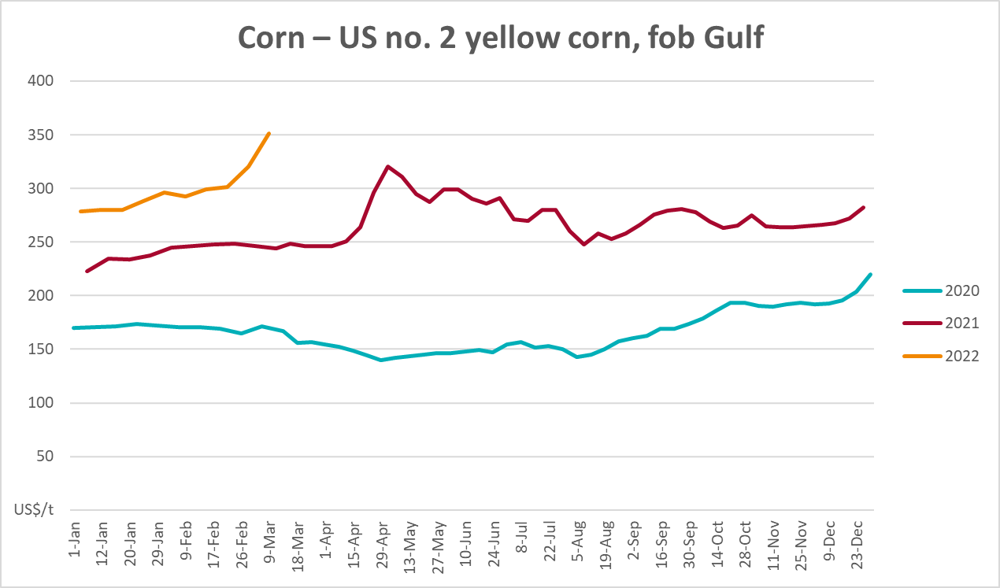 Corn – US no. 2 yellow corn, fob Gulf
400
350
300
250
200
150
100
50
US$/t
1-Jan
12-Jan
20-Jan
29-Jan
9-Feb
17-Feb
26-Feb
9-Mar
18-Mar
1-Apr
15-Apr
29-Apr
13-May
27-May
10-Jun
24-Jun
8-Jul
22-Jul
5-Aug
19-Aug
2-Sep
16-Sep
30-Sep
14-Oct
28-Oct
11-Nov
25-Nov
9-Dec
23-Dec
2020
2021
2022